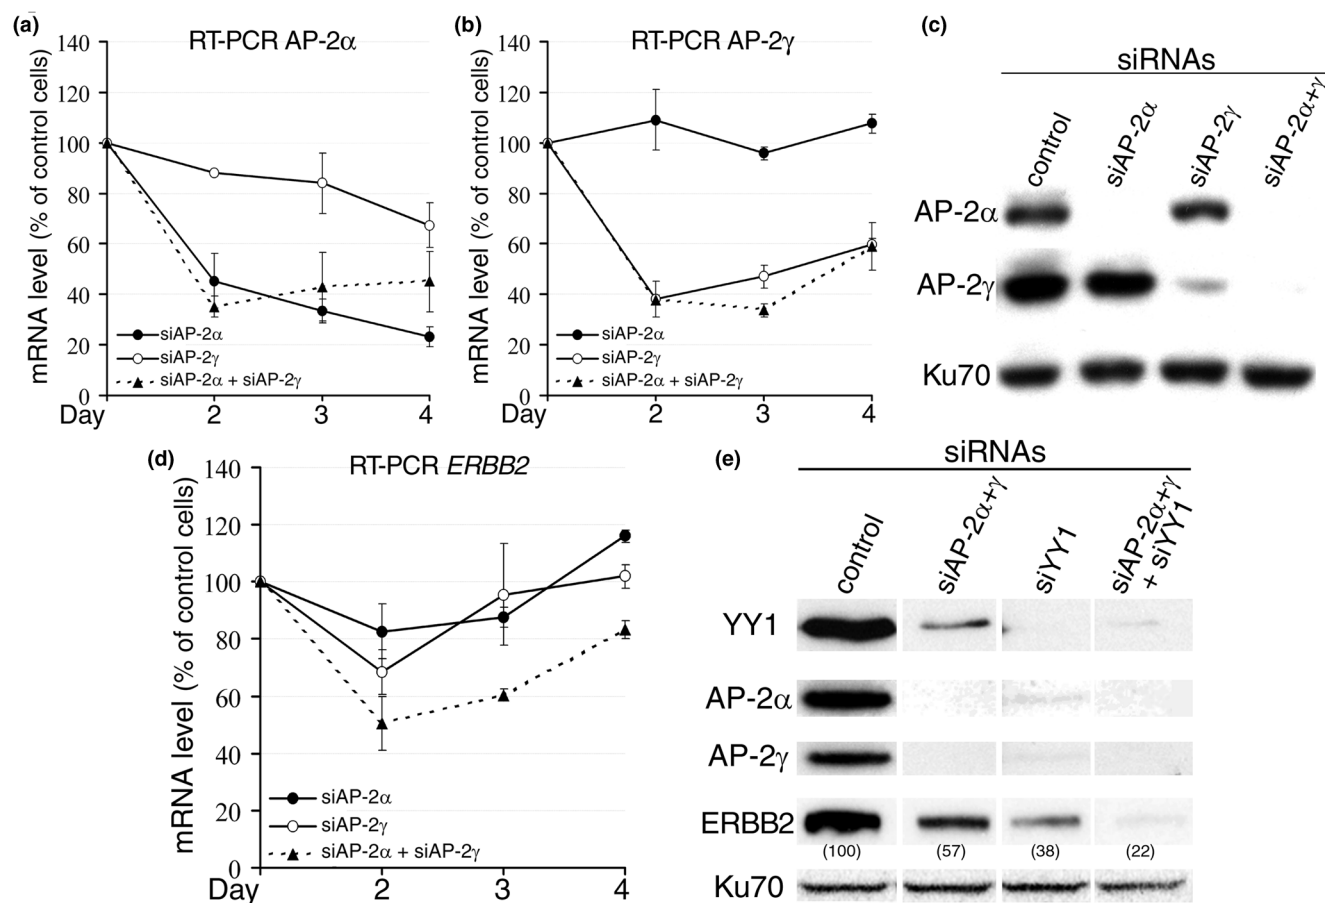 (a)
RT-PCR AP-2α
mRNA level (% of control cells)
140
120
100
80
60
40
20
0
siAP-2α
siAP-2γ
siAP-2α + siAP-2γ
Day
2
3
4
(b)
RT-PCR AP-2γ
mRNA level (% of control cells)
140
120
100
80
60
40
20
0
siAP-2α
siAP-2γ
siAP-2α + siAP-2γ
Day
2
3
4
(c)
siRNAs
control
siAP-2α
siAP-2γ
siAP-2α+γ
AP-2α
AP-2γ
Ku70
(d)
RT-PCR ERBB2
mRNA level (% of control cells)
140
120
100
80
60
40
20
0
siAP-2α
siAP-2γ
siAP-2α + siAP-2γ
Day
2
3
4
(e)
siRNAs
control
siAP-2α+γ
siYY1
siAP-2α+γ
+ siYY1
YY1
AP-2α
AP-2γ
ERBB2
(100) (57) (38) (22)
Ku70